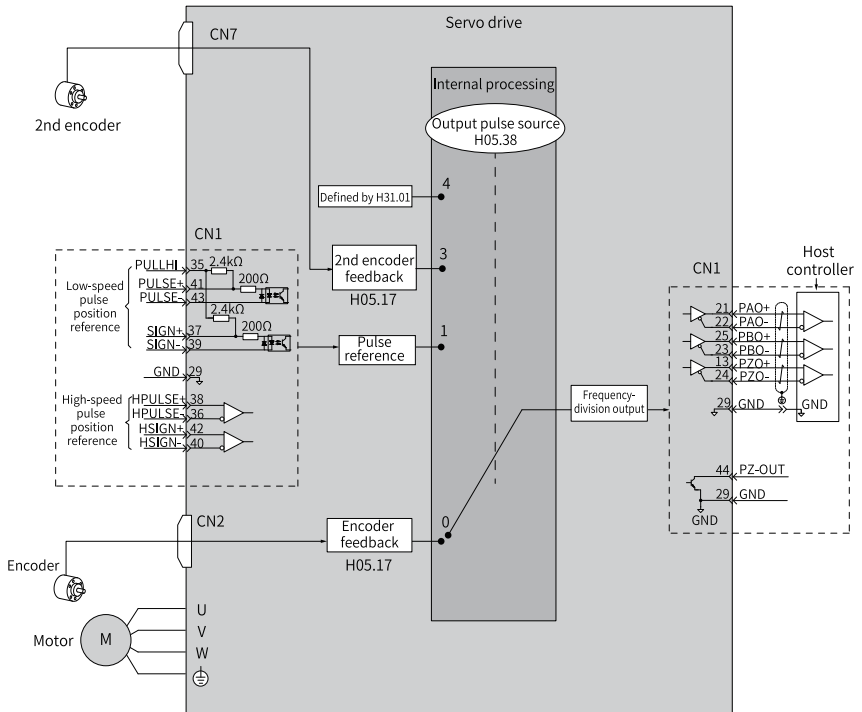 Servo drive
CN7
2nd encoder
Internal processing
Output pulse source
H05.38
4
Defined by H31.01
3
2nd encoder
feedback
H05.17
1
Pulse
reference
CN1
Low-speed
pulse
position
reference
PULLHI 35 2.4kΩ
PULSE+ 41 200Ω
PULSE- 43
2.4kΩ
SIGN+ 37 200Ω
SIGN- 39
GND 29
High-speed
pulse
position
reference
HPULSE+ 38
HPULSE- 36
HSIGN+ 42
HSIGN- 40
CN2
Encoder
Encoder
feedback
H05.17
0
Frequency-
division output
CN1
Host
controller
21 PAO+
22 PAO-
25 PBO+
23 PBO-
13 PZO+
24 PZO-
29 GND GND
44 PZ-OUT
29 GND
GND
Motor
M
U
V
W